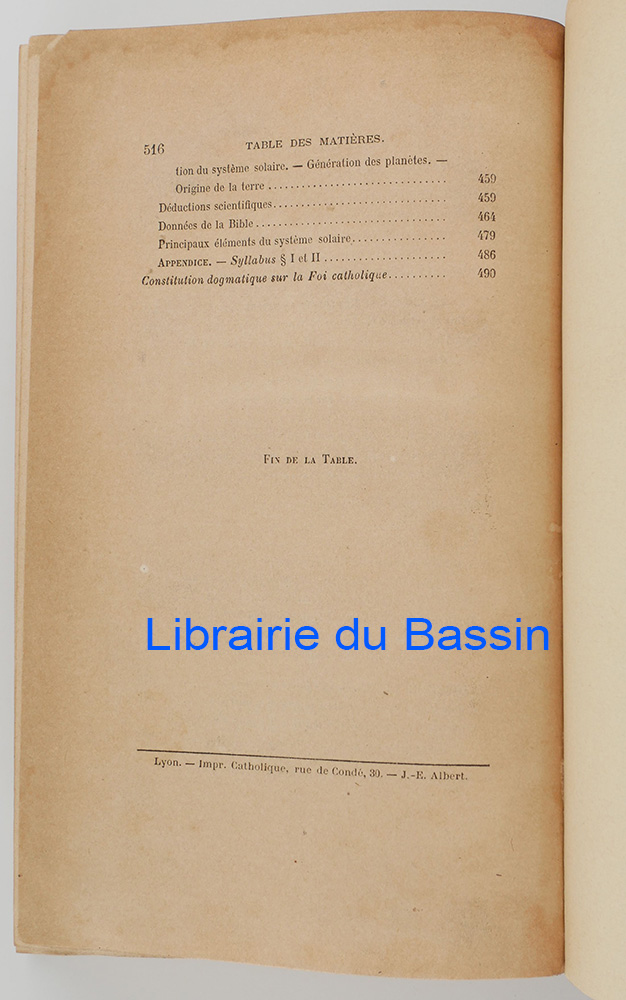 516 TABLE DES MATIÈRES.
tion du système solaire. — Génération des planètes. —
Origine de la terre ................................ 459
Déductions scientifiques................................ 459
Données de la Bible................................ 464
Principaux éléments du système solaire................ 479
APPENDICE. — Syllabus § I et II ...................... 486
Constitution dogmatique sur la Foi catholique.......... 490
FIN DE LA TABLE.
Librairie du Bassin
Lyon. — Impr. Catholique, rue de Condé, 30. — J.-E. Albert.